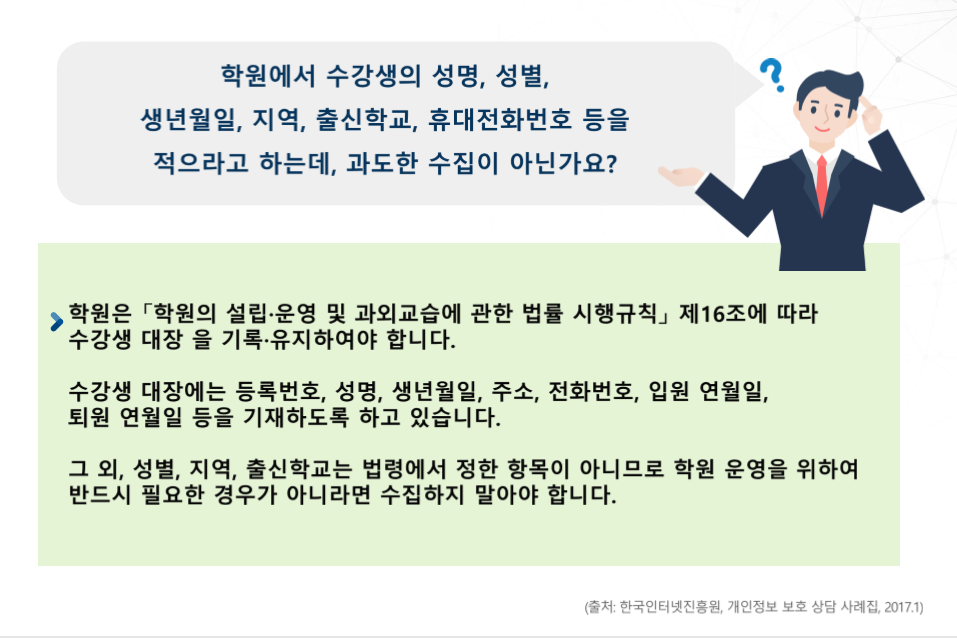 학원에서 수강생의 성명, 성별,
생년월일, 지역, 출신학교, 휴대전화번호 등을
적으라고 하는데, 과도한 수집이 아닌가요?
?
학원은 「학원의 설립·운영 및 과외교습에 관한 법률 시행규칙」 제16조에 따라
수강생 대장 을 기록·유지하여야 합니다.
수강생 대장에는 등록번호, 성명, 생년월일, 주소, 전화번호, 입원 연월일,
퇴원 연월일 등을 기재하도록 하고 있습니다.
그 외, 성별, 지역, 출신학교는 법령에서 정한 항목이 아니므로 학원 운영을 위하여
반드시 필요한 경우가 아니라면 수집하지 말아야 합니다.
(출처: 한국인터넷진흥원, 개인정보 보호 상담 사례집, 2017.1)